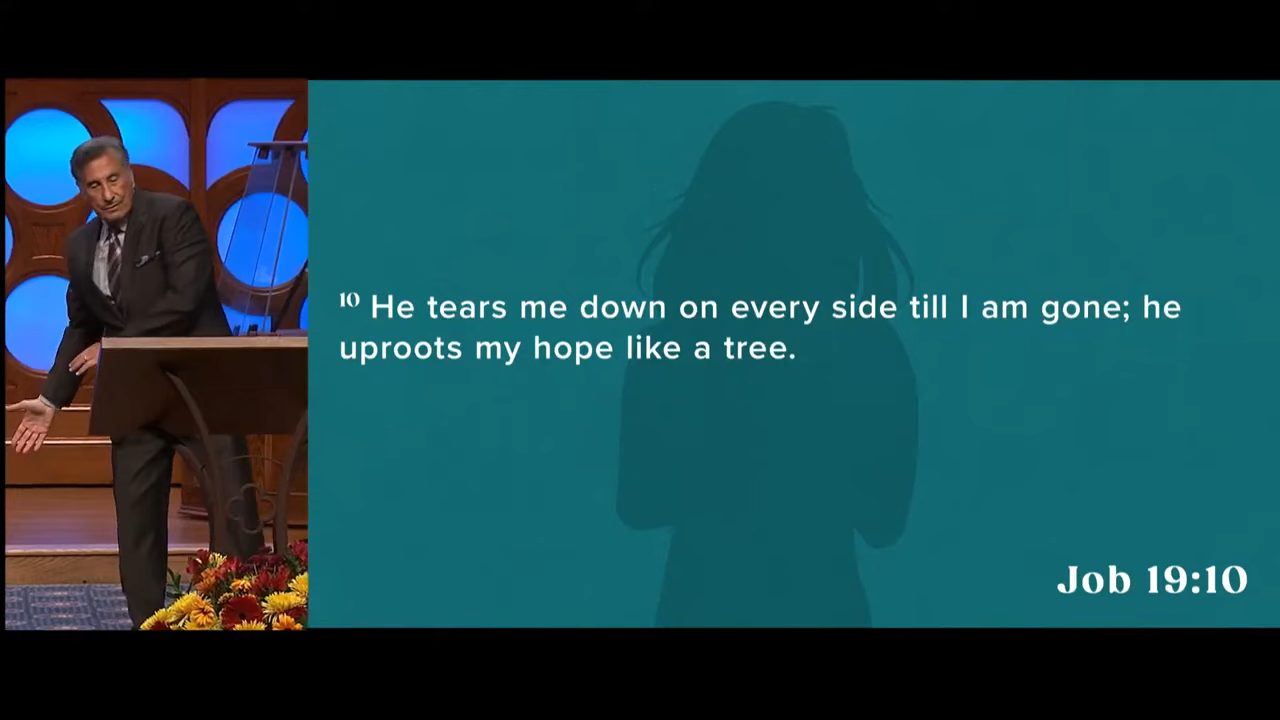 10 He tears me down on every side till I am gone; he
uproots my hope like a tree.
Job 19:10